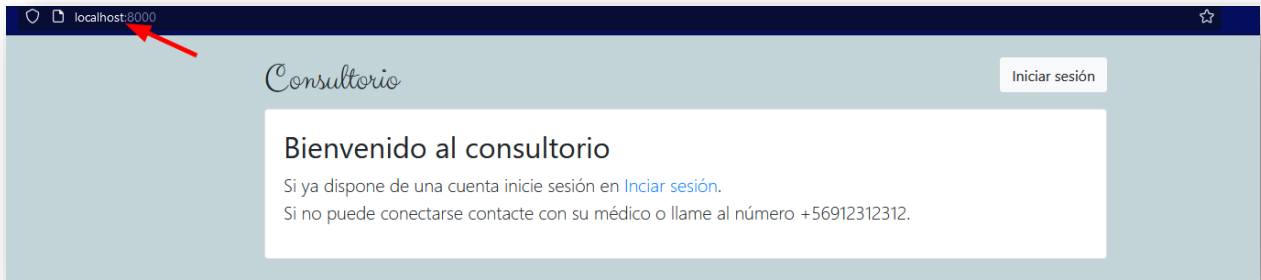 localhost:8000
Consultorio
Iniciar sesión
Bienvenido al consultorio
Si ya dispone de una cuenta inicie sesión en Inciar sesión.
Si no puede conectarse contacte con su médico o llame al número +56912312312.